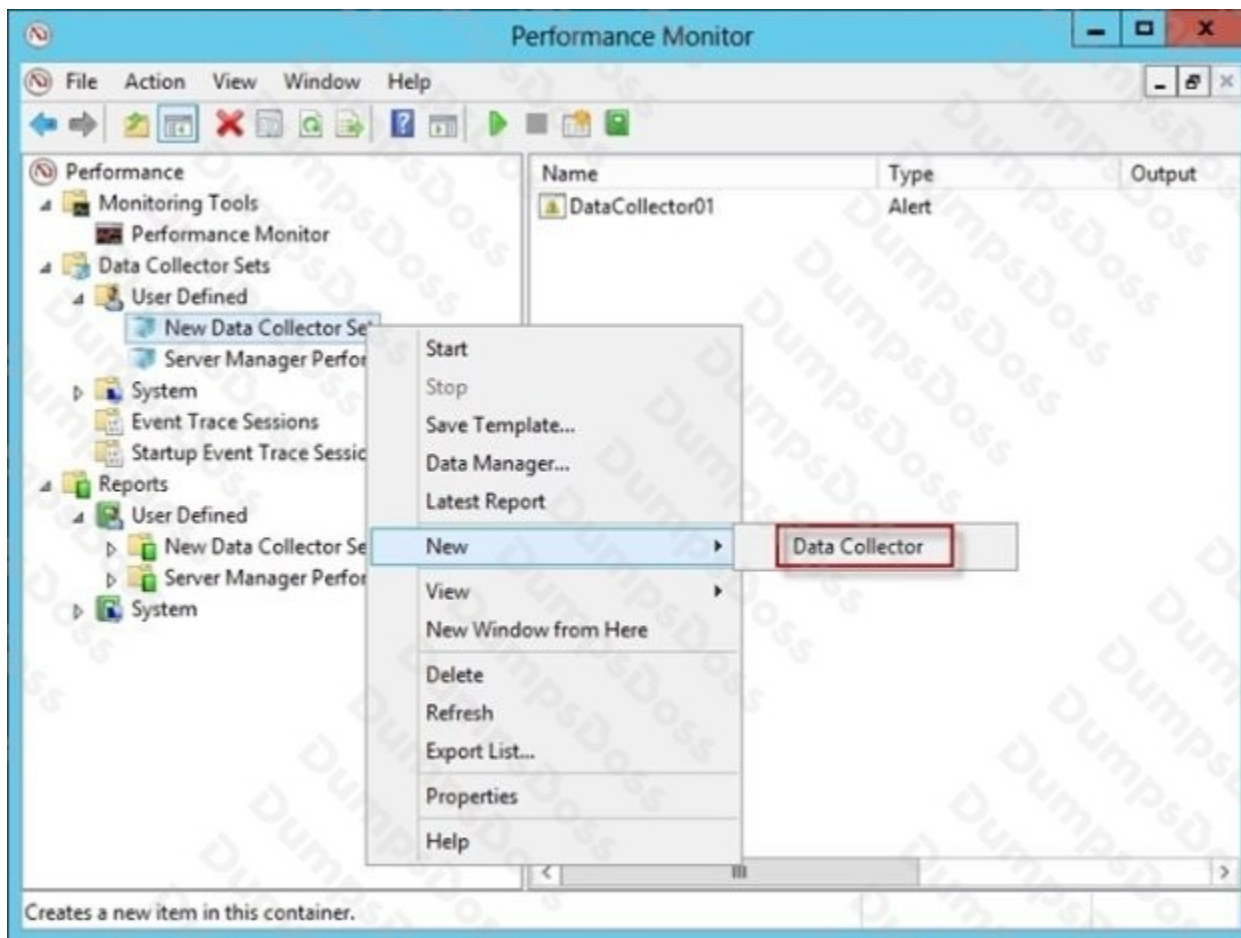 Performance Monitor
File Action View Window Help
Performance
Monitoring Tools
Performance Monitor
Data Collector Sets
User Defined
New Data Collector Set
Server Manager Perfor
System
Event Trace Sessions
Startup Event Trace Sessic
Reports
User Defined
New Data Collector Se
Server Manager Perfor
System
Name Type Output
DataCollector01 Alert
Start
Stop
Save Template...
Data Manager...
Latest Report
New
View
New Window from Here
Delete
Refresh
Export List...
Properties
Help
Data Collector
Creates a new item in this container.
DumpsDoss